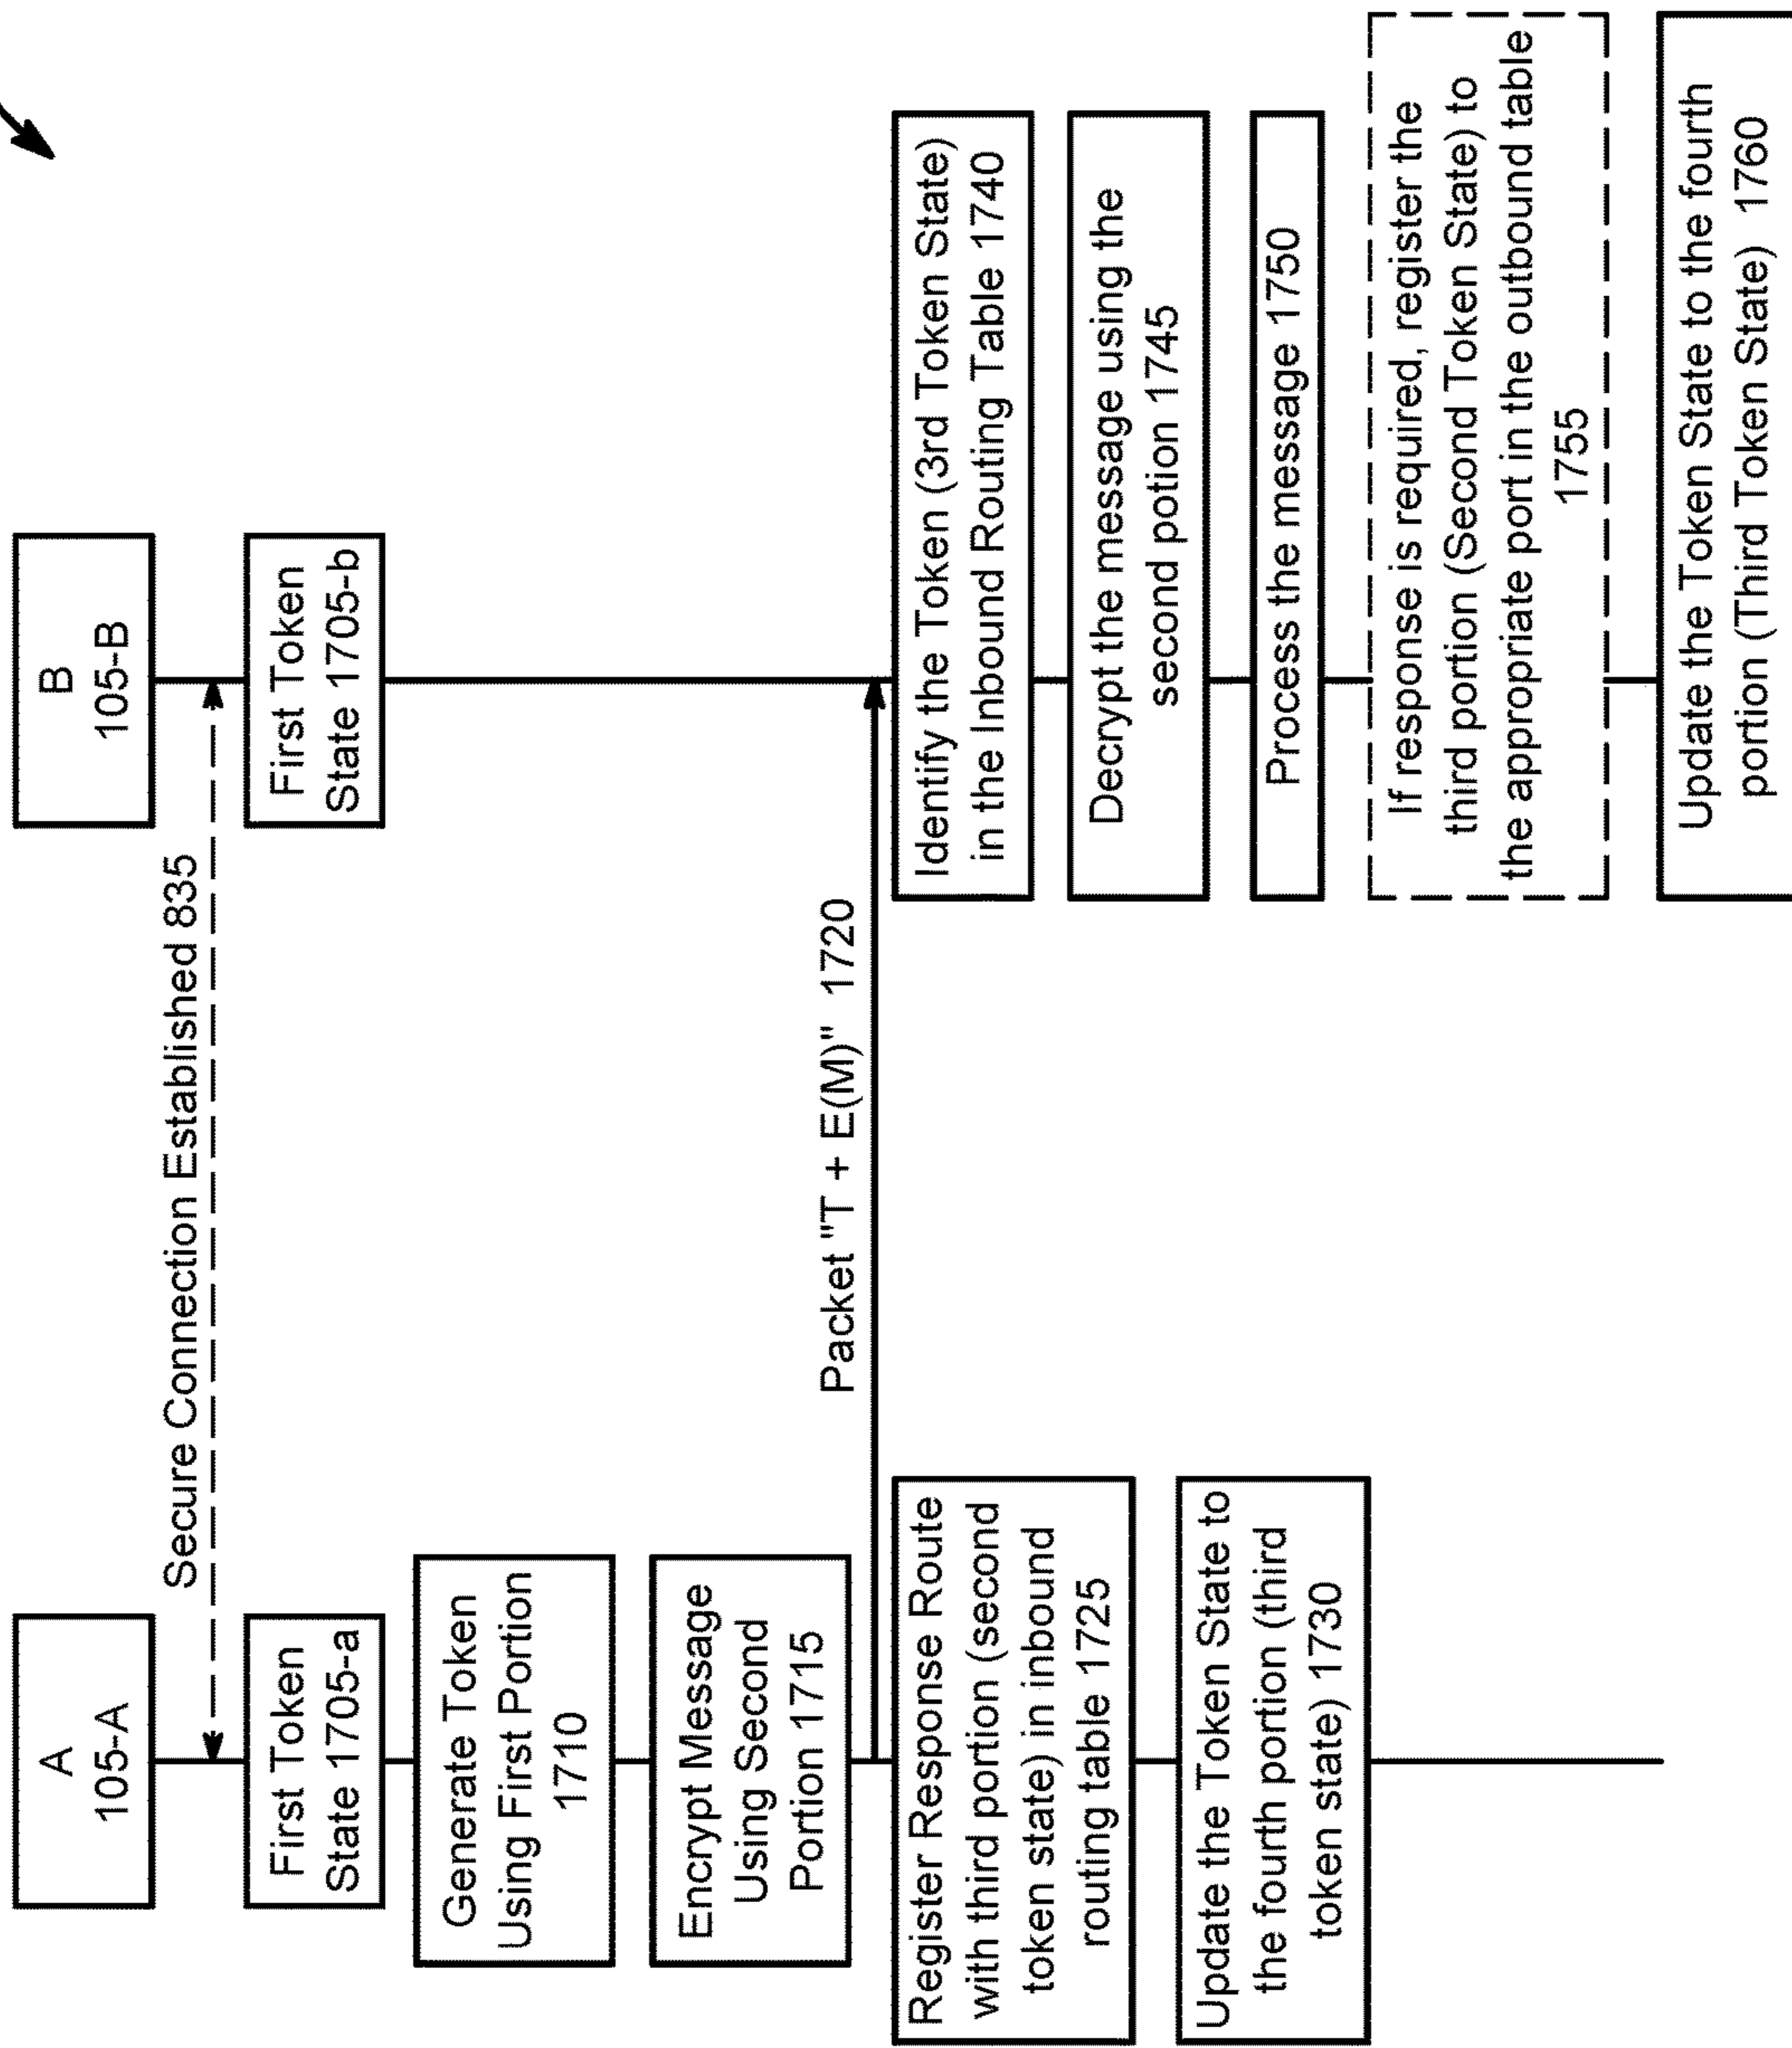 A
105-A
B
105-B
Secure Connection Established 835
First Token
State 1705-a
First Token
State 1705-b
Generate Token
Using First Portion
1710
Encrypt Message
Using Second
Portion 1715
Packet "T + E(M)" 1720
Register Response Route
with third portion (second
token state) in inbound
routing table 1725
Update the Token State to
the fourth portion (third
token state) 1730
Identify the Token (3rd Token State)
in the Inbound Routing Table 1740
Decrypt the message using the
second potion 1745
Process the message 1750
If response is required, register the
third portion (Second Token State) to
the appropriate port in the outbound table
1755
Update the Token State to the fourth
portion (Third Token State) 1760